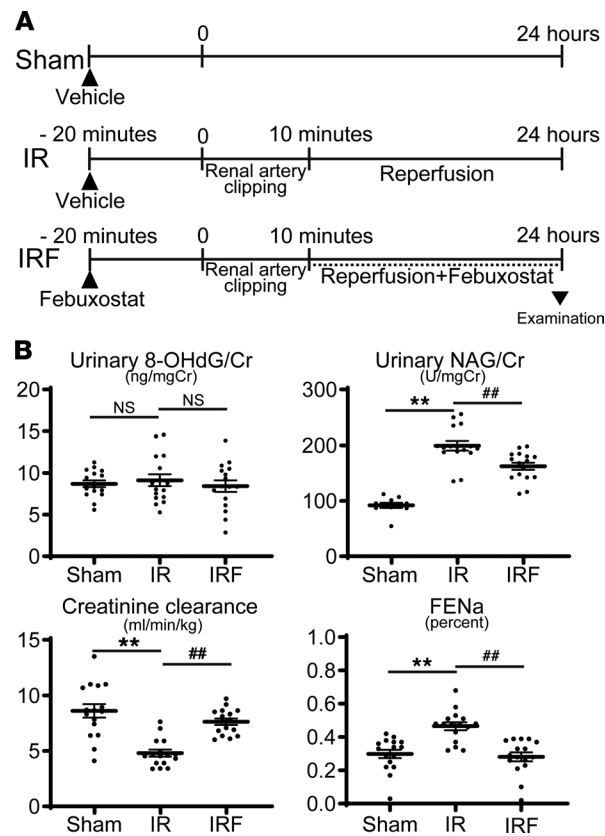 A
0 24 hours
Sham
Vehicle
- 20 minutes 0 10 minutes 24 hours
IR
Renal artery
clipping
Reperfusion
Vehicle
- 20 minutes 0 10 minutes 24 hours
IRF
Renal artery
clipping
Reperfusion+Febuxostat
Febuxostat
Examination
B
Urinary 8-OHdG/Cr
(ng/mgCr)
20
15
10
5
0
NS NS
Sham IR IRF
Urinary NAG/Cr
(U/mgCr)
300
200
100
0
** ##
Sham IR IRF
Creatinine clearance
(ml/min/kg)
15
10
5
0
** ##
Sham IR IRF
FENa
(percent)
1.0
0.8
0.6
0.4
0.2
0.0
** ##
Sham IR IRF